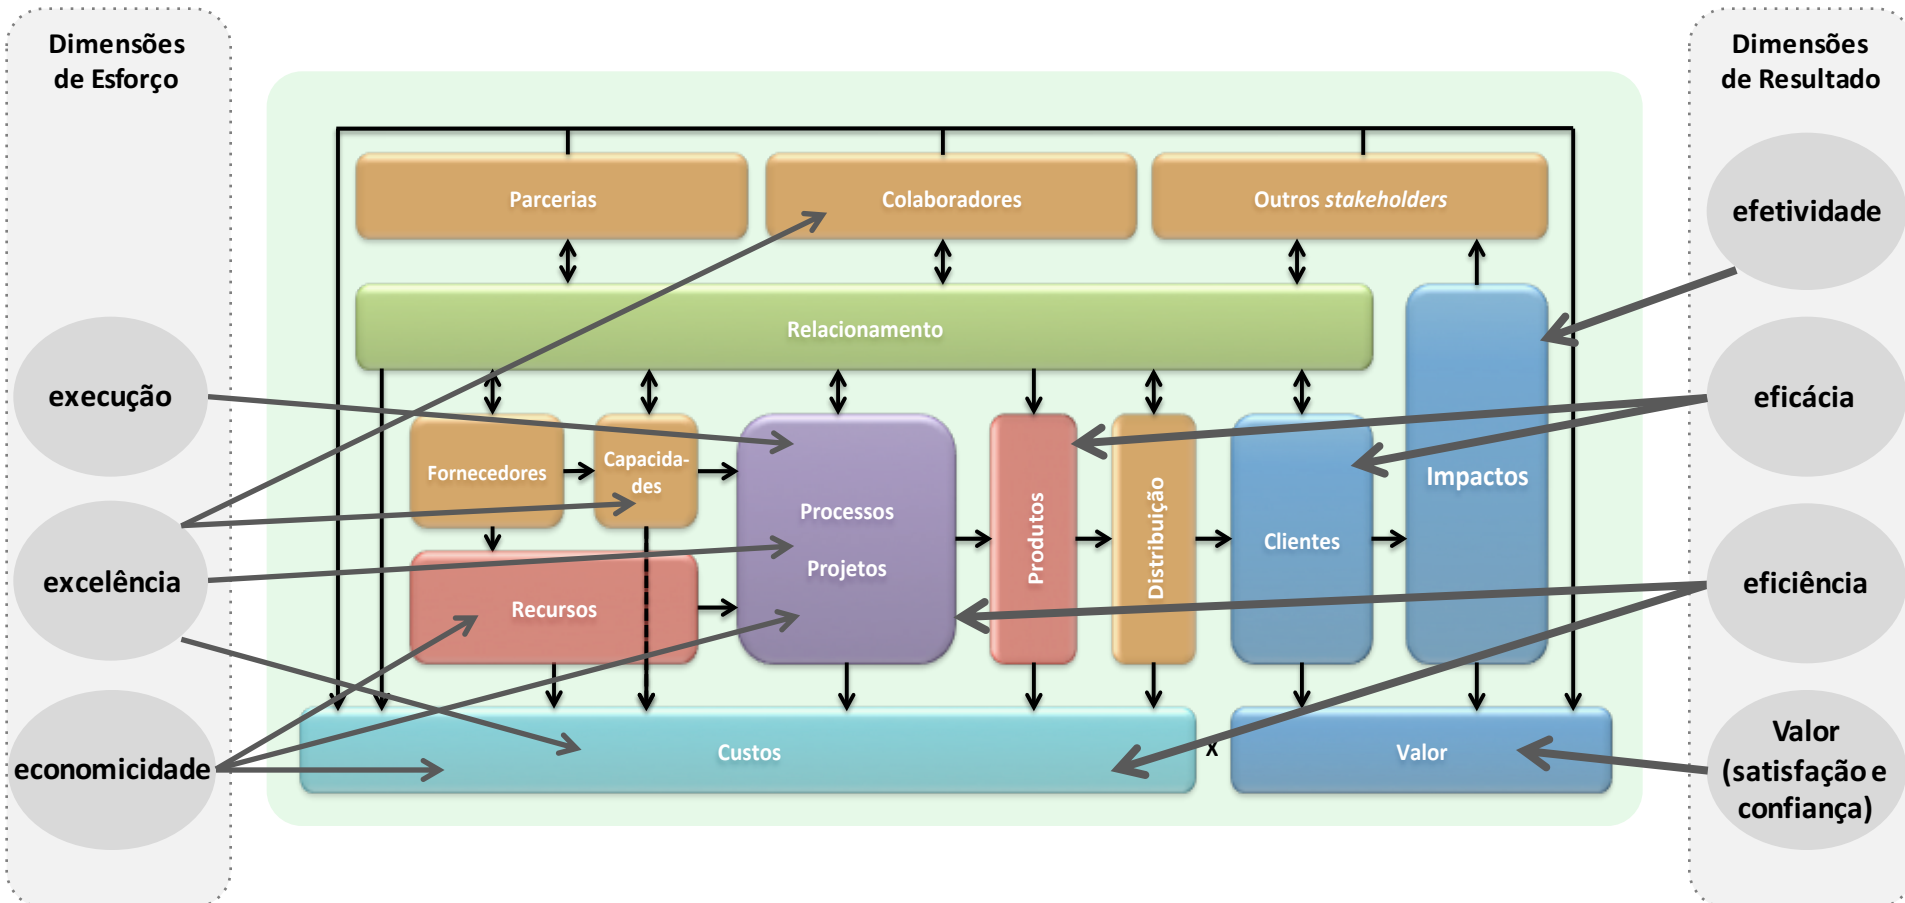 Dimensões
de Esforço
execução
excelência
economicidade
Parcerias
Colaboradores
Outros stakeholders
Relacionamento
Fornecedores
Capacida-
des
Processos
Projetos
Recursos
Produtos
Distribuição
Clientes
Impactos
Custos
x
Valor
Dimensões
de Resultado
efetividade
eficácia
eficiência
Valor
(satisfação e
confiança)